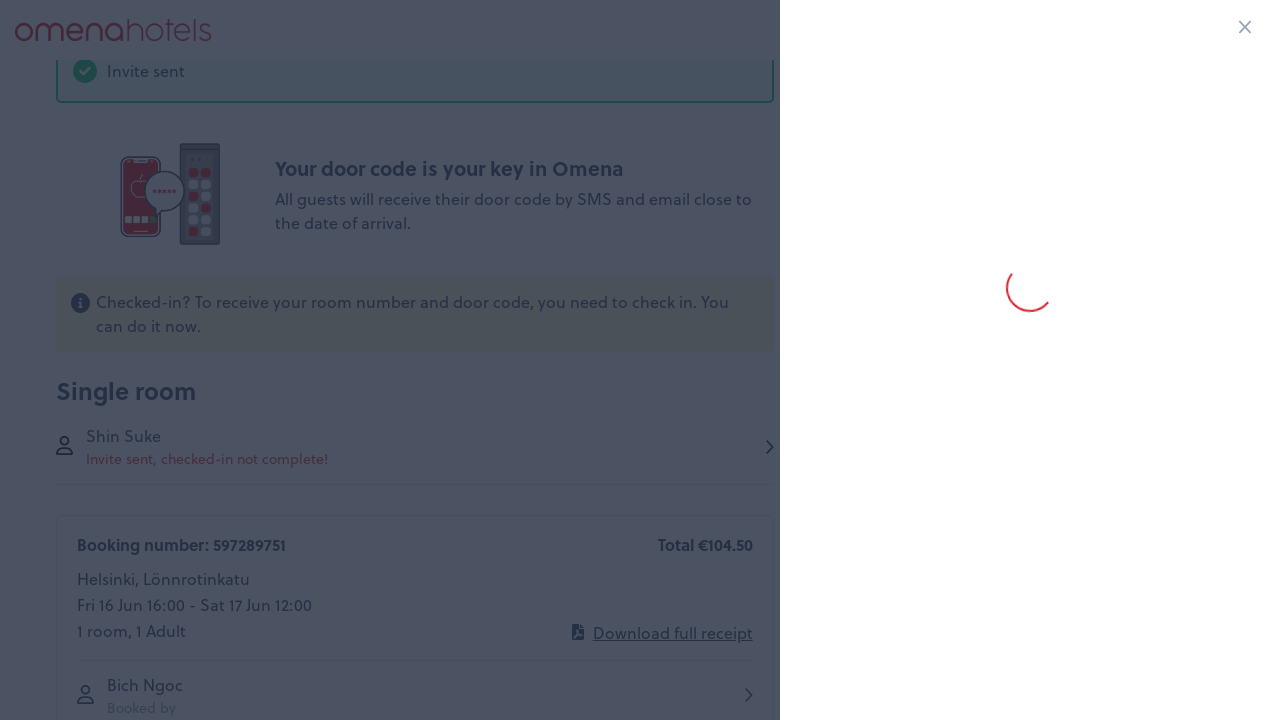 omenahotels
Invite sent
Your door code is your key in Omena
All guests will receive their door code by SMS and email close to
the date of arrival.
Checked-in? To receive your room number and door code, you need to check in. You
can do it now.
Single room
Shin Suke
Invite sent, checked-in not complete!
Booking number: 597289751
Total €104.50
Helsinki, Lönnrotinkatu
Fri 16 Jun 16:00 - Sat 17 Jun 12:00
1 room, 1 Adult
Download full receipt
Bich Ngoc
Booked by